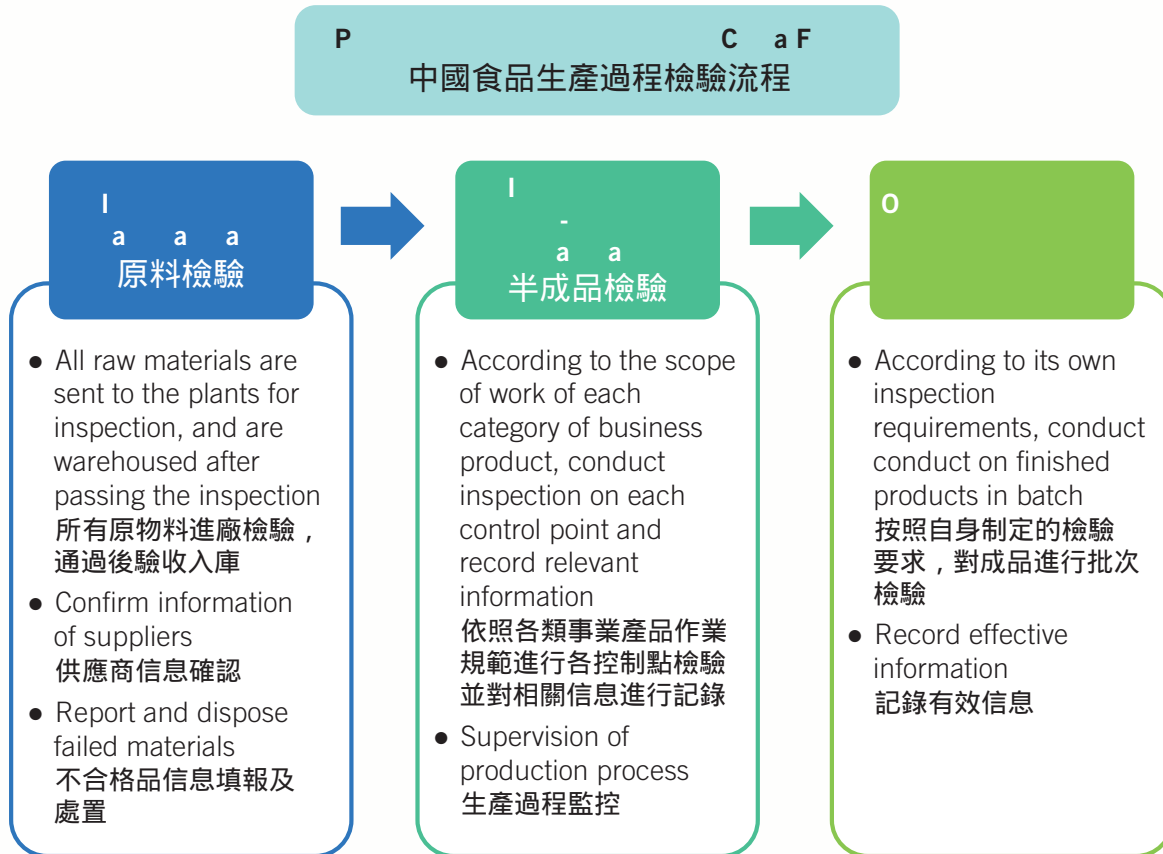 P C a F
中國食品生產過程檢驗流程
I
a a a
原料檢驗
● All raw materials are
sent to the plants for
inspection, and are
warehoused after
passing the inspection
所有原物料進廠檢驗，
通過後驗收入庫
● Confirm information
of suppliers
供應商信息確認
● Report and dispose
failed materials
不合格品信息填報及
處置
I
-
a a
半成品檢驗
● According to the scope
of work of each
category of business
product, conduct
inspection on each
control point and
record relevant
information
依照各類事業產品作業
規範進行各控制點檢驗
並對相關信息進行記錄
● Supervision of
production process
生產過程監控
O
● According to its own
inspection
requirements, conduct
conduct on finished
products in batch
按照自身制定的檢驗
要求，對成品進行批次
檢驗
● Record effective
information
記錄有效信息